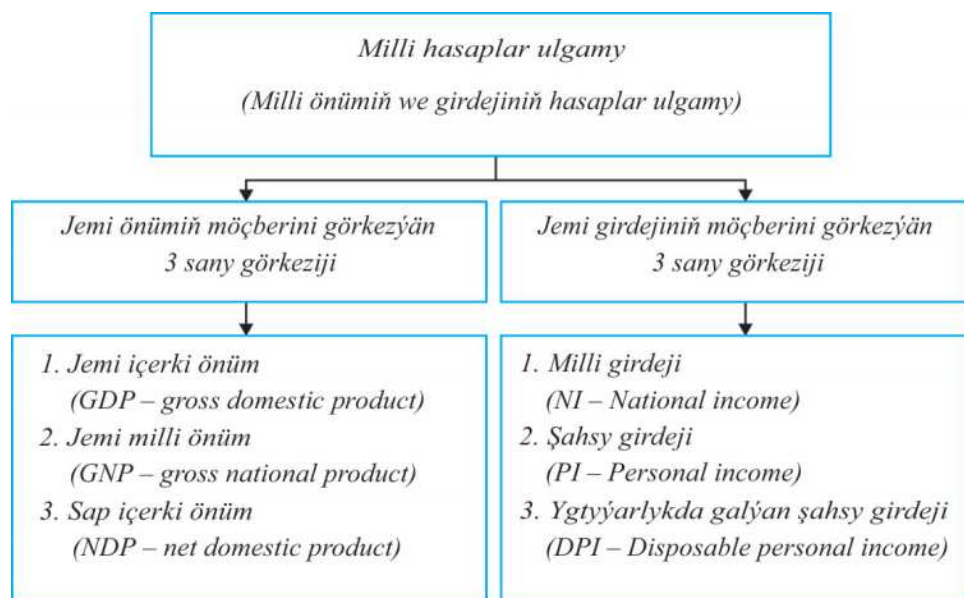 Milli hasaplar ulgamy
(Milli önümiň we girdejiniň hasaplar ulgamy)
Jemi önümiň möçberini görkezýän
3 sany görkeziji
Jemi girdejiniň möçberini görkezýän
3 sany görkeziji
1. Jemi içerki önüm
(GDP – gross domestic product)
2. Jemi milli önüm
(GNP – gross national product)
3. Sap içerki önüm
(NDP – net domestic product)
1. Milli girdeji
(NI – National income)
2. Şahsy girdeji
(PI – Personal income)
3. Ygtyýarlykda galýan şahsy girdeji
(DPI – Disposable personal income)